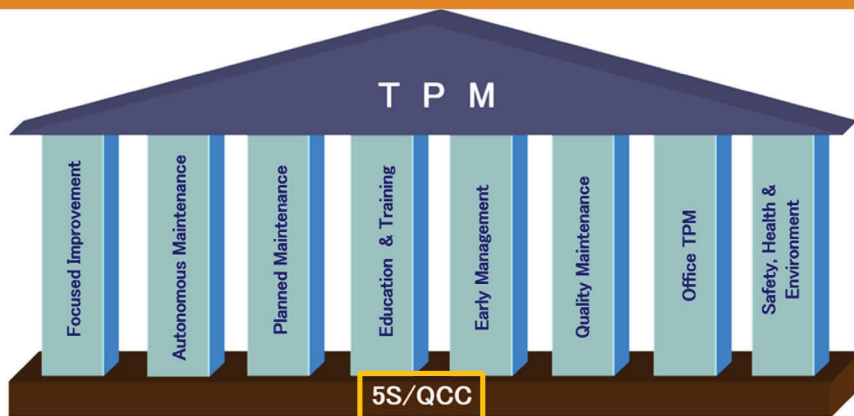 T P M
Focused Improvement
Autonomous Maintenance
Planned Maintenance
Education & Training
Early Management
Quality Maintenance
Office TPM
Safety, Health &
Environment
5S/QCC